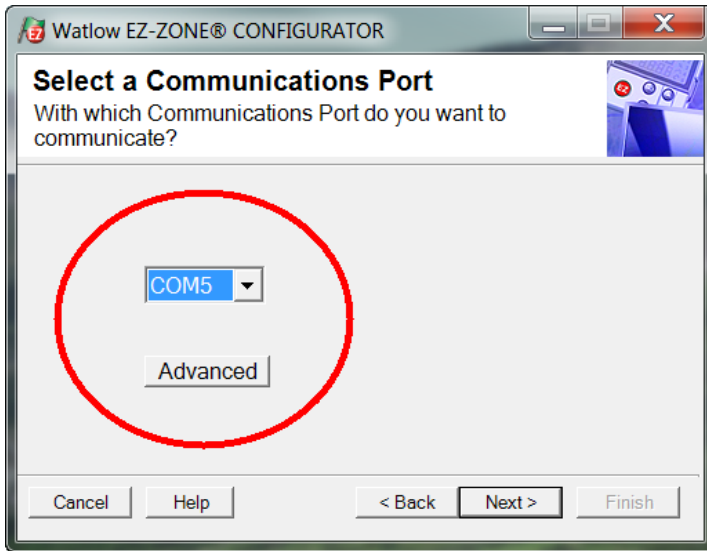 Watlow EZ-ZONE® CONFIGURATOR
Select a Communications Port
With which Communications Port do you want to
communicate?
EZ
COM5
Advanced
Cancel Help < Back Next > Finish